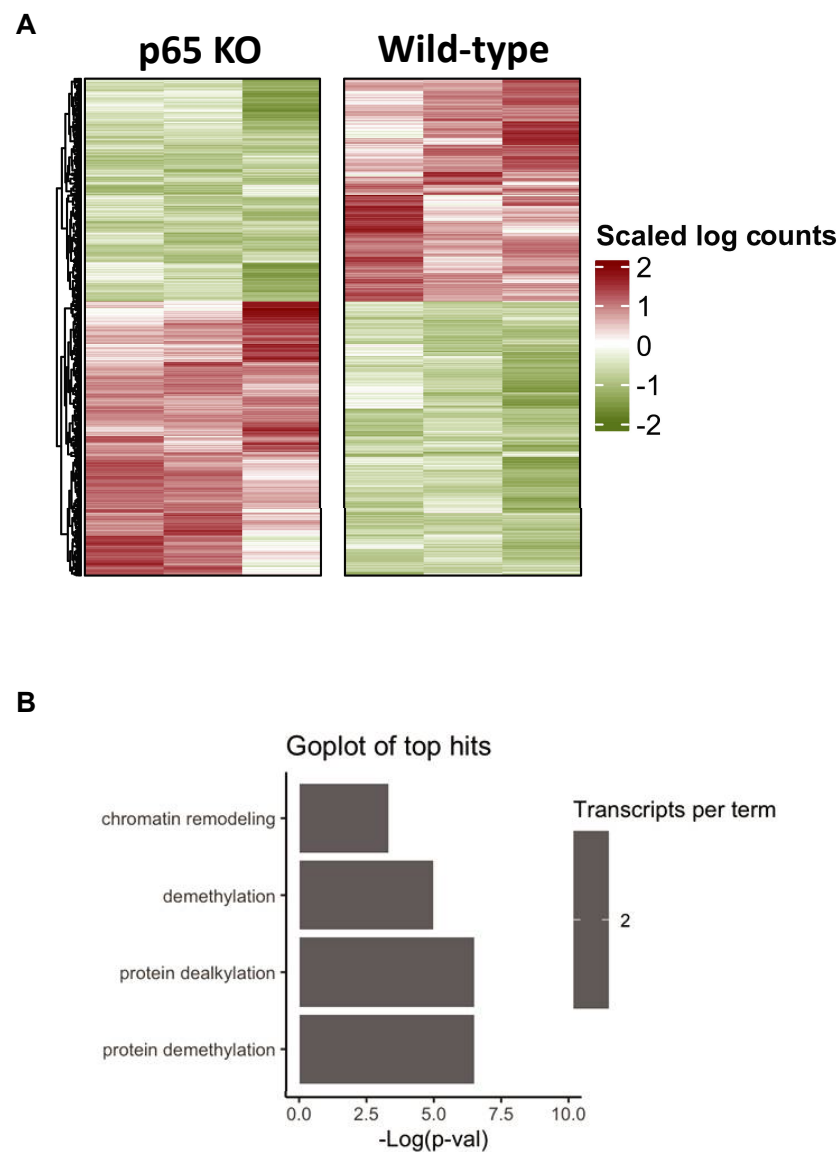 A
p65 KO
Wild-type
Scaled log counts
2
1
0
-1
-2
B
Goplot of top hits
chromatin remodeling
demethylation
protein dealkylation
protein demethylation
0.0 2.5 5.0 7.5 10.0
-Log(p-val)
Transcripts per term
2